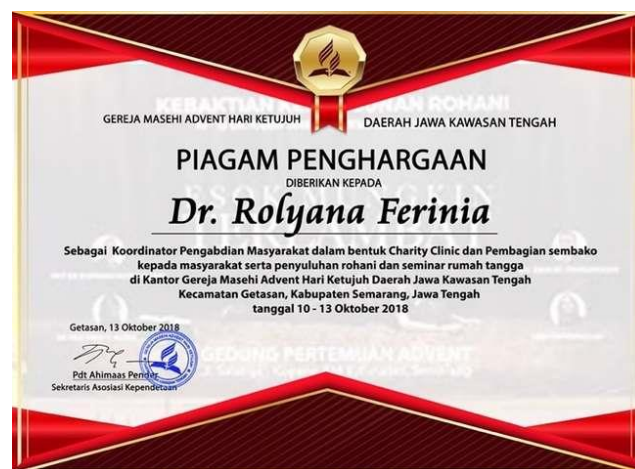 GEREJA MASEHI ADVENT HARI KETUJUH
DAERAH JAWA KAWASAN TENGAH
PIAGAM PENGHARGAAN
DIBERIKAN KEPADA
Dr. Rolyana Ferinia
Sebagai Koordinator Pengabdian Masyarakat dalam bentuk Charity Clinic dan Pembagian sembako
kepada masyarakat serta penyuluhan rohani dan seminar rumah tangga
di Kantor Gereja Masehi Advent Hari Ketujuh Daerah Jawa Kawasan Tengah
Kecamatan Getasan, Kabupaten Semarang, Jawa Tengah
tanggal 10 - 13 Oktober 2018
Getasan, 13 Oktober 2018
Pdt Ahimaas
Sekretaris Asosiasi Kependetaan
GEDUNG PERTEMUAN ADVENT